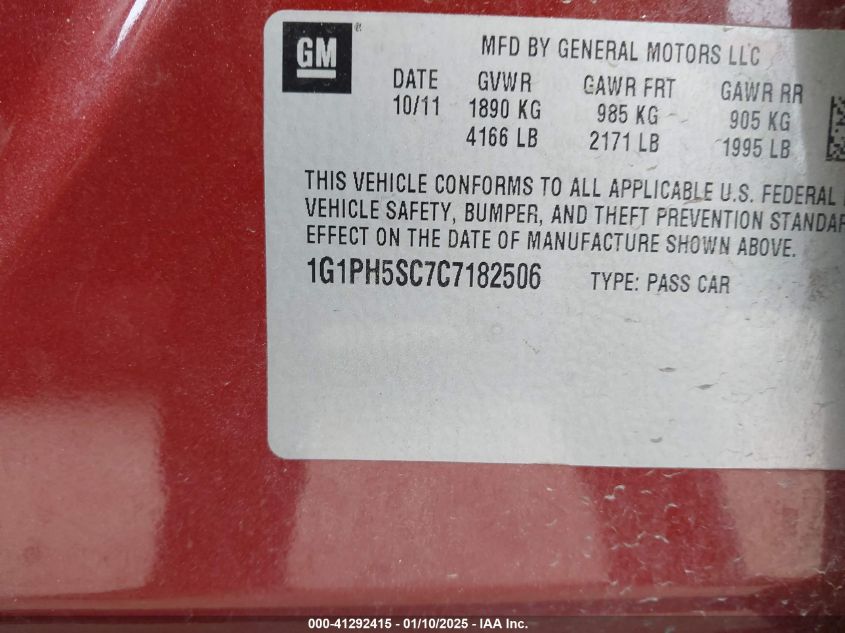 GM
MFD BY GENERAL MOTORS LLC
DATE GVWR GAWR FRT GAWR RR
10/11 1890 KG 985 KG 905 KG
4166 LB 2171 LB 1995 LB
THIS VEHICLE CONFORMS TO ALL APPLICABLE U.S. FEDERAL
VEHICLE SAFETY, BUMPER, AND THEFT PREVENTION STANDAR
EFFECT ON THE DATE OF MANUFACTURE SHOWN ABOVE.
1G1PH5SC7C7182506 TYPE: PASS CAR
000-41292415 - 01/10/2025 - IAA Inc.